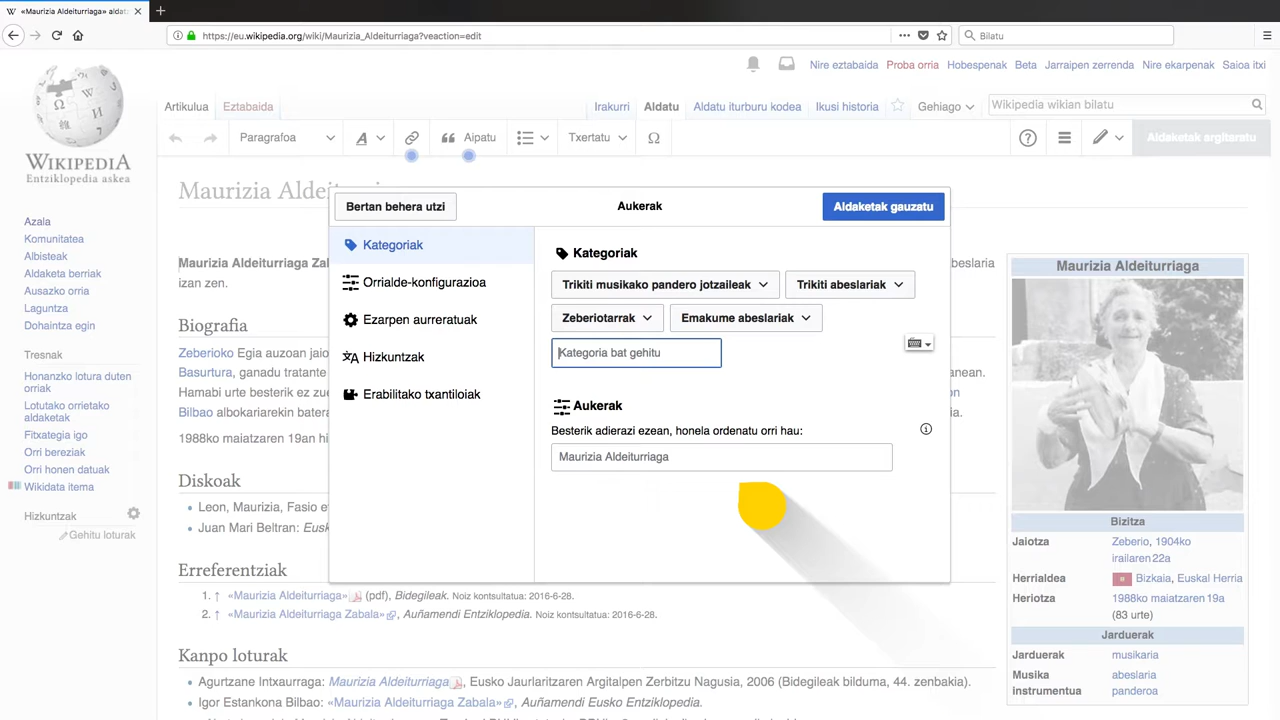 «Maurizia Aldeiturriaga» aldat
https://eu.wikipedia.org/wiki/Maurizia_Aldeiturriaga?veaction=edit
Bilatu
Nire eztabaida Proba orria Hobespenak Beta Jarraipen zerrenda Nire ekarpenak Saioa itxi
Artikulua Eztabaida Irakurri Aldatu Aldatu iturburu kodea Ikusi historia Gehiago Wikipedia wikian bilatu
Paragrafoa A Aipatu Txertatu Ω Aldaketak argitaratu
WIKIPEDIA
Entziklopedia askea
Azala
Komunitatea
Albisteak
Aldaketa berriak
Ausazko orria
Laguntza
Dohaintza egin
Tresnak
Honanzko lotura duten
orriak
Lotutako orrietako
aldaketak
Fitxategia igo
Orri bereziak
Orri honen datuak
Wikidata itema
Hizkuntzak
Gehitu loturak
Maurizia Aldei
Maurizia Aldeiturriaga Za
abeslaria
izan zen.
Biografia
Zeberioko Egia auzoan jaio
Basurtura, ganadu tratante
anean.
Hamabi urte besterik ez zue
on
Bilbao albokariarekin batera
a.
1988ko maiatzaren 19an hi
Diskoak
Leon, Maurizia, Fasio e
Juan Mari Beltran: Eusk
Erreferentziak
1. ↑ «Maurizia Aldeiturriaga» (pdf), Bidegileak. Noiz kontsultatua: 2016-6-28.
2. ↑ «Maurizia Aldeiturriaga Zabala», Auñamendi Entziklopedia. Noiz kontsultatua: 2016-6-28.
Kanpo loturak
Agurtzane Intxaurraga: Maurizia Aldeiturriaga, Eusko Jaurlaritzaren Argitalpen Zerbitzu Nagusia, 2006 (Bidegileak bilduma, 44. zenbakia).
Igor Estankona Bilbao: «Maurizia Aldeiturriaga Zabala», Auñamendi Eusko Entziklopedia.
Bertan behera utzi Aukerak Aldaketak gauzatu
Kategoriak
Orrialde-konfigurazioa
Ezarpen aurreratuak
Hizkuntzak
Erabilitako txantiloiak
Kategoriak
Trikiti musikako pandero jotzaileak Trikiti abeslariak
Zeberiotarrak Emakume abeslariak
Kategoria bat gehitu
Aukerak
Besterik adierazi ezean, honela ordenatu orri hau:
Maurizia Aldeiturriaga
Maurizia Aldeiturriaga
Bizitza
Jaiotza Zeberio, 1904ko
irailaren 22a
Herrialdea Bizkaia, Euskal Herria
Heriotza 1988ko maiatzaren 19a
(83 urte)
Jarduerak
Jarduerak musikaria
Musika abeslaria
instrumentua panderoa